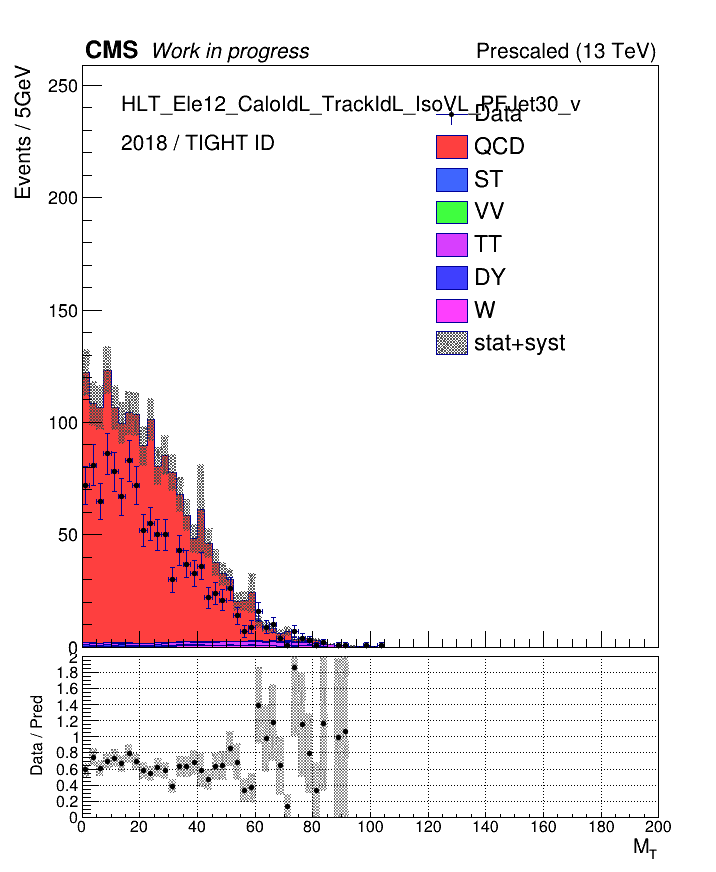 CMS Work in progress Prescaled (13 TeV)
Events / 5GeV
250
200
150
100
50
0
HLT_Ele12_CaloIdL_TrackIdL_IsoVL_PFJet30_v
2018 / TIGHT ID
Data
QCD
ST
VV
TT
DY
W
stat+syst
Data / Pred
2
1.8
1.6
1.4
1.2
1
0.8
0.6
0.4
0.2
0
0 20 40 60 80 100 120 140 160 180 200
M_T